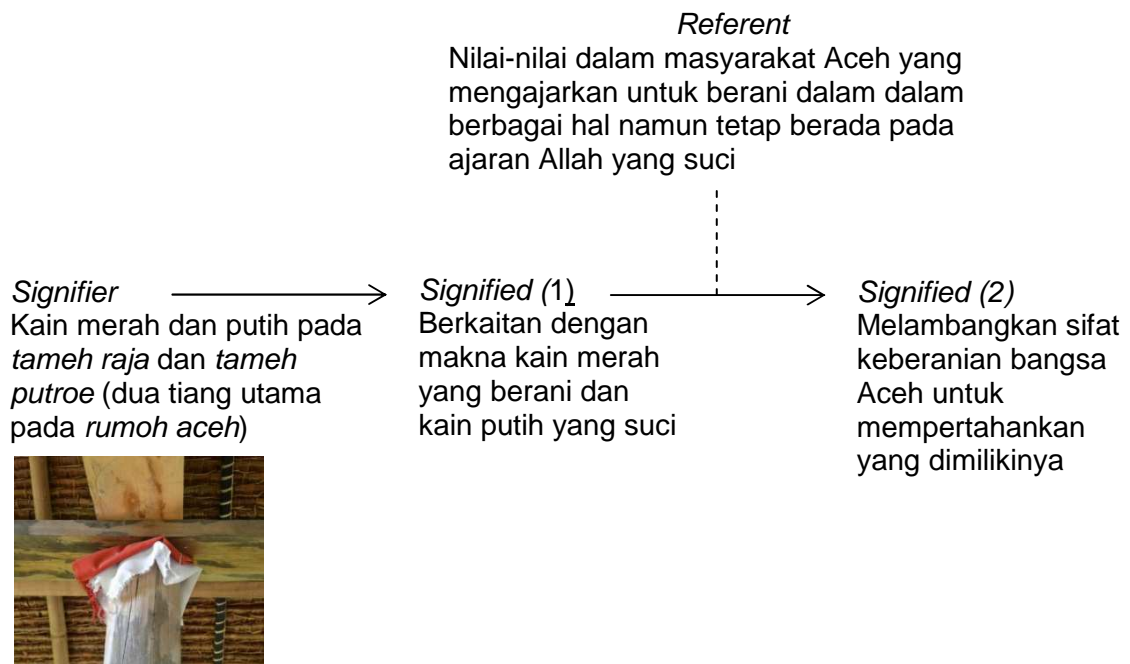 Referent
Nilai-nilai dalam masyarakat Aceh yang
mengajarkan untuk berani dalam dalam
berbagai hal namun tetap berada pada
ajaran Allah yang suci
Signifier
Kain merah dan putih pada
tameh raja dan tameh
putroe (dua tiang utama
pada rumoh aceh)
Signified (1)
Berkaitan dengan
makna kain merah
yang berani dan
kain putih yang suci
Signified (2)
Melambangkan sifat
keberanian bangsa
Aceh untuk
mempertahankan
yang dimilikinya